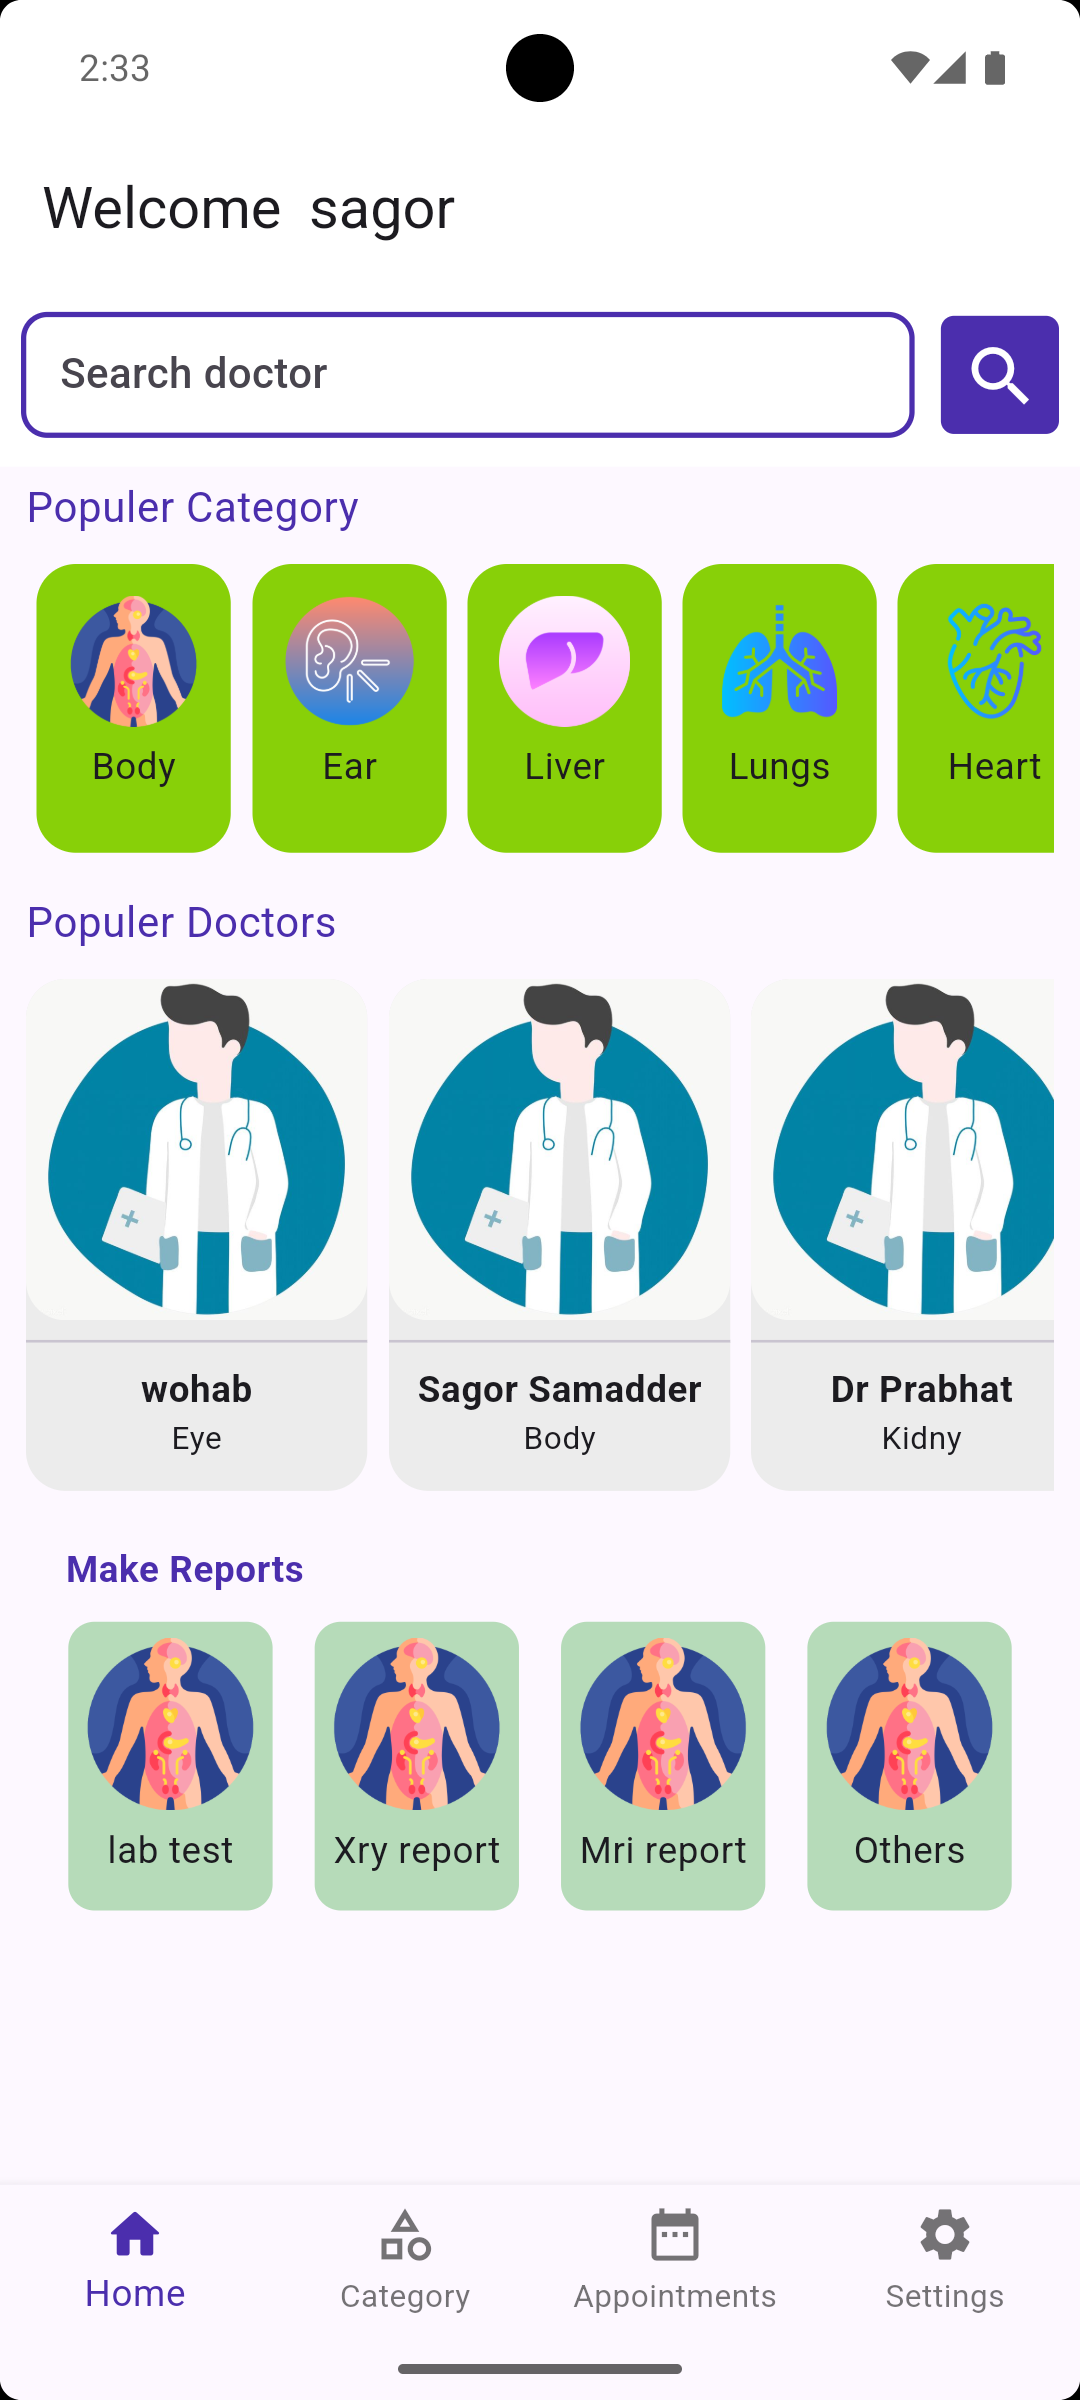 2:33
Welcome  sagor
Search doctor
Populer Category
Body
Ear
Liver
Lungs
Heart
Populer Doctors
wohab
Eye
Sagor Samadder
Body
Dr Prabhat
Kidny
Make Reports
lab test
Xry report
Mri report
Others
Home
Category
Appointments
Settings